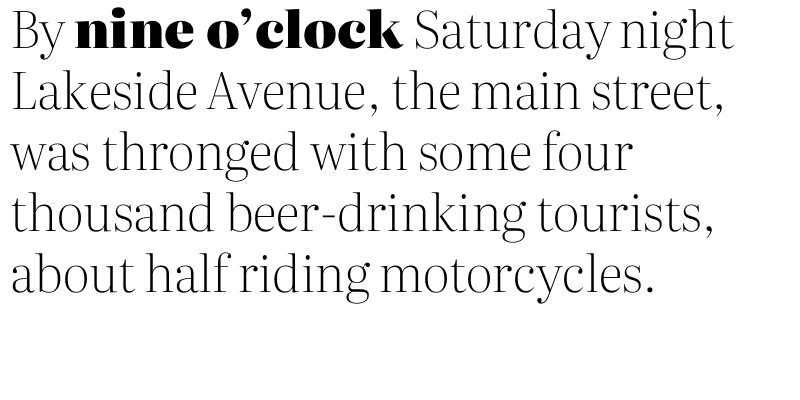 By nine o’clock Saturday night
Lakeside Avenue, the main street,
was thronged with some four
thousand beer-drinking tourists,
about half riding motorcycles.